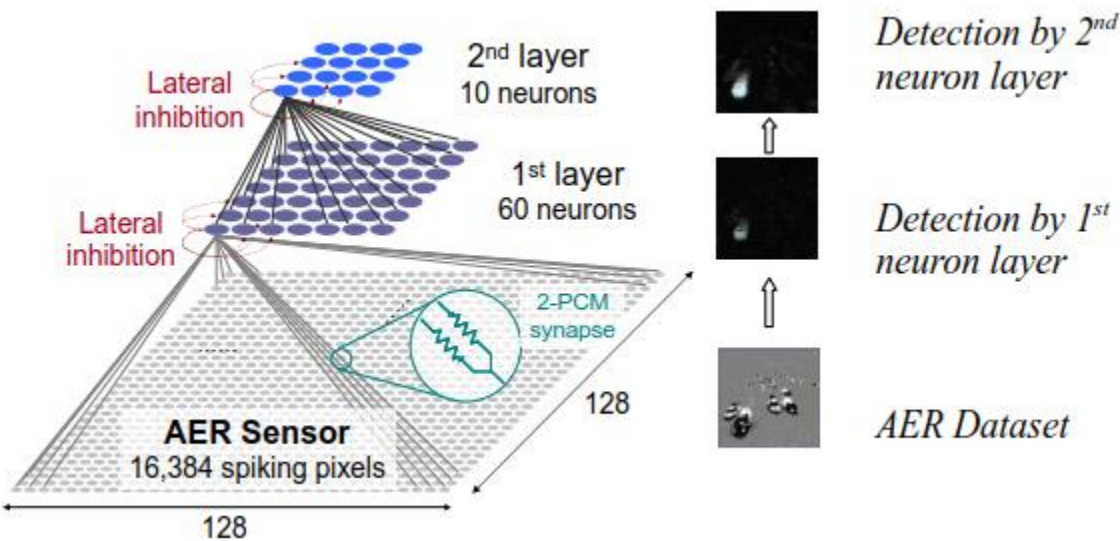 2nd layer
10 neurons
Lateral
inhibition
1st layer
60 neurons
Lateral
inhibition
2-PCM
synapse
AER Sensor
16,384 spiking pixels
128
128
Detection by 2nd
neuron layer
Detection by 1st
neuron layer
AER Dataset